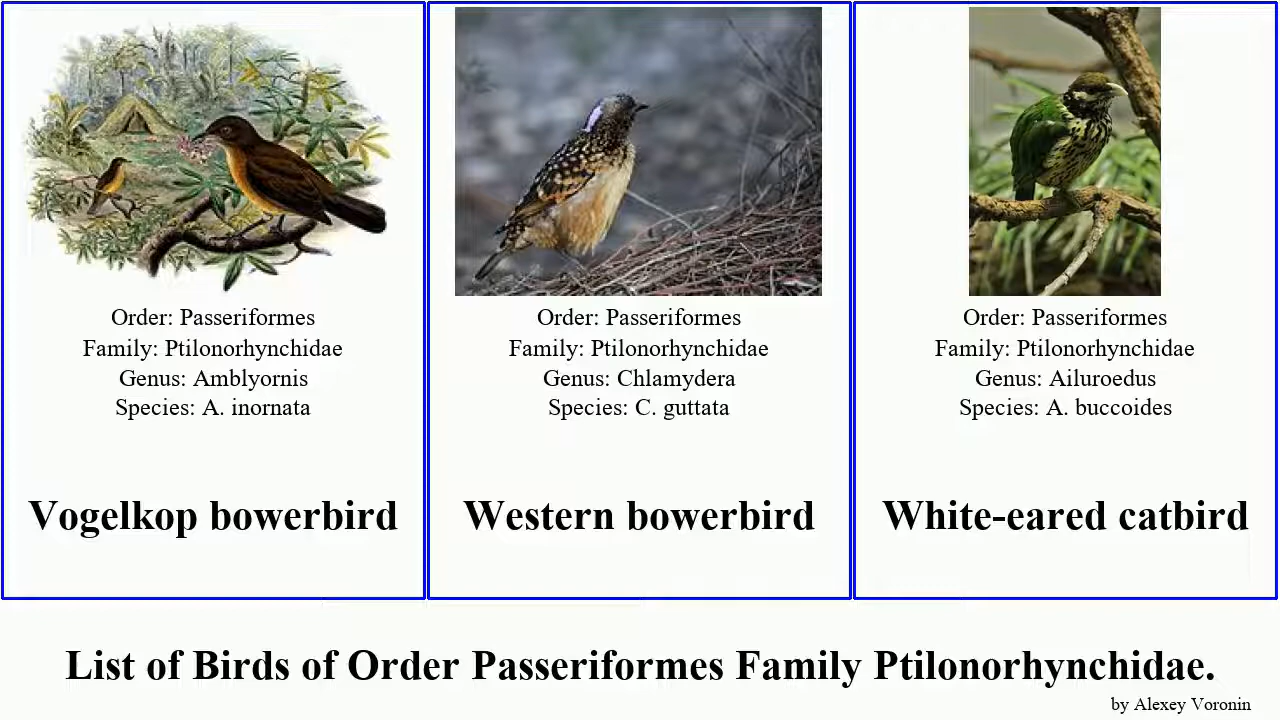 Order: Passeriformes
Family: Ptilonorhynchidae
Genus: Amblyornis
Species: A. inornata
Vogelkop bowerbird
Order: Passeriformes
Family: Ptilonorhynchidae
Genus: Chlamydera
Species: C. guttata
Western bowerbird
Order: Passeriformes
Family: Ptilonorhynchidae
Genus: Ailuroedus
Species: A. buccoides
White-eared catbird
List of Birds of Order Passeriformes Family Ptilonorhynchidae.
by Alexey Voronin